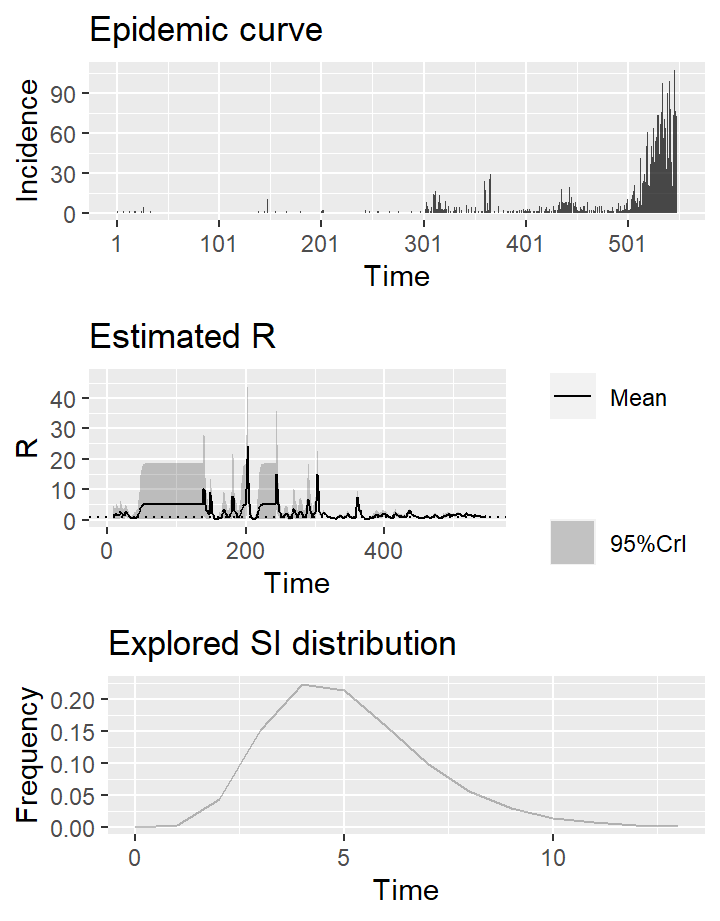 Epidemic curve
Incidence
90
60
30
0
1
101
201
301
401
501
Time
Estimated R
R
40
30
20
10
0
0
200
400
Time
Mean
95%CrI
Explored SI distribution
Frequency
0.20
0.15
0.10
0.05
0.00
0
5
10
Time